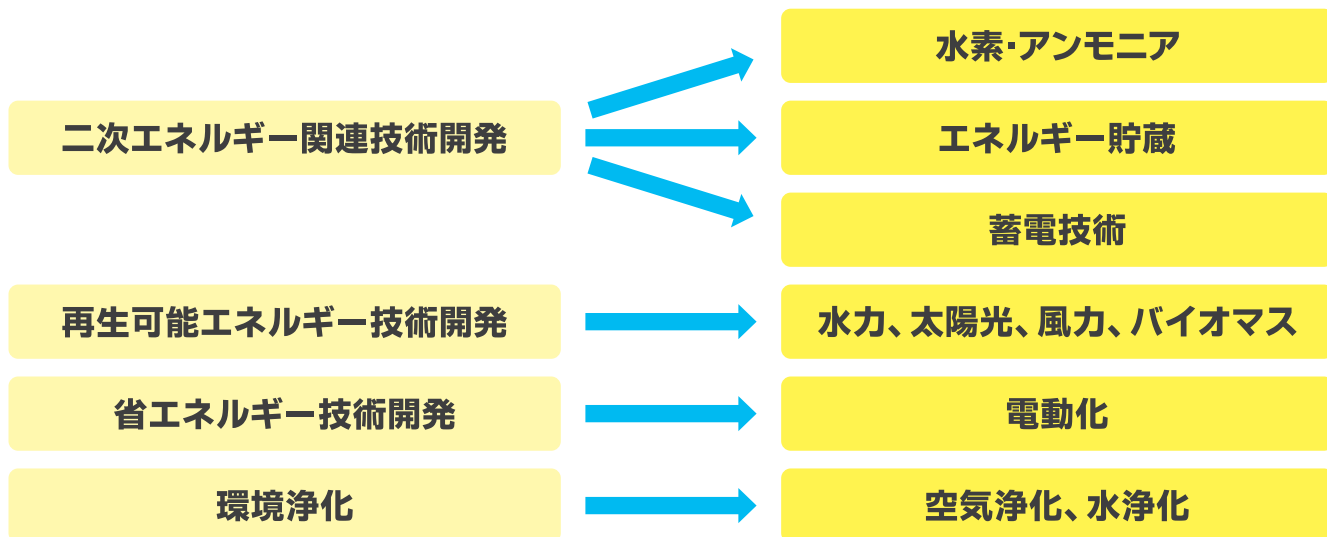 水素・アンモニア
二次エネルギー関連技術開発
エネルギー貯蔵
蓄電技術
再生可能エネルギー技術開発
水力、太陽光、風力、バイオマス
省エネルギー技術開発
電動化
環境浄化
空気浄化、水浄化